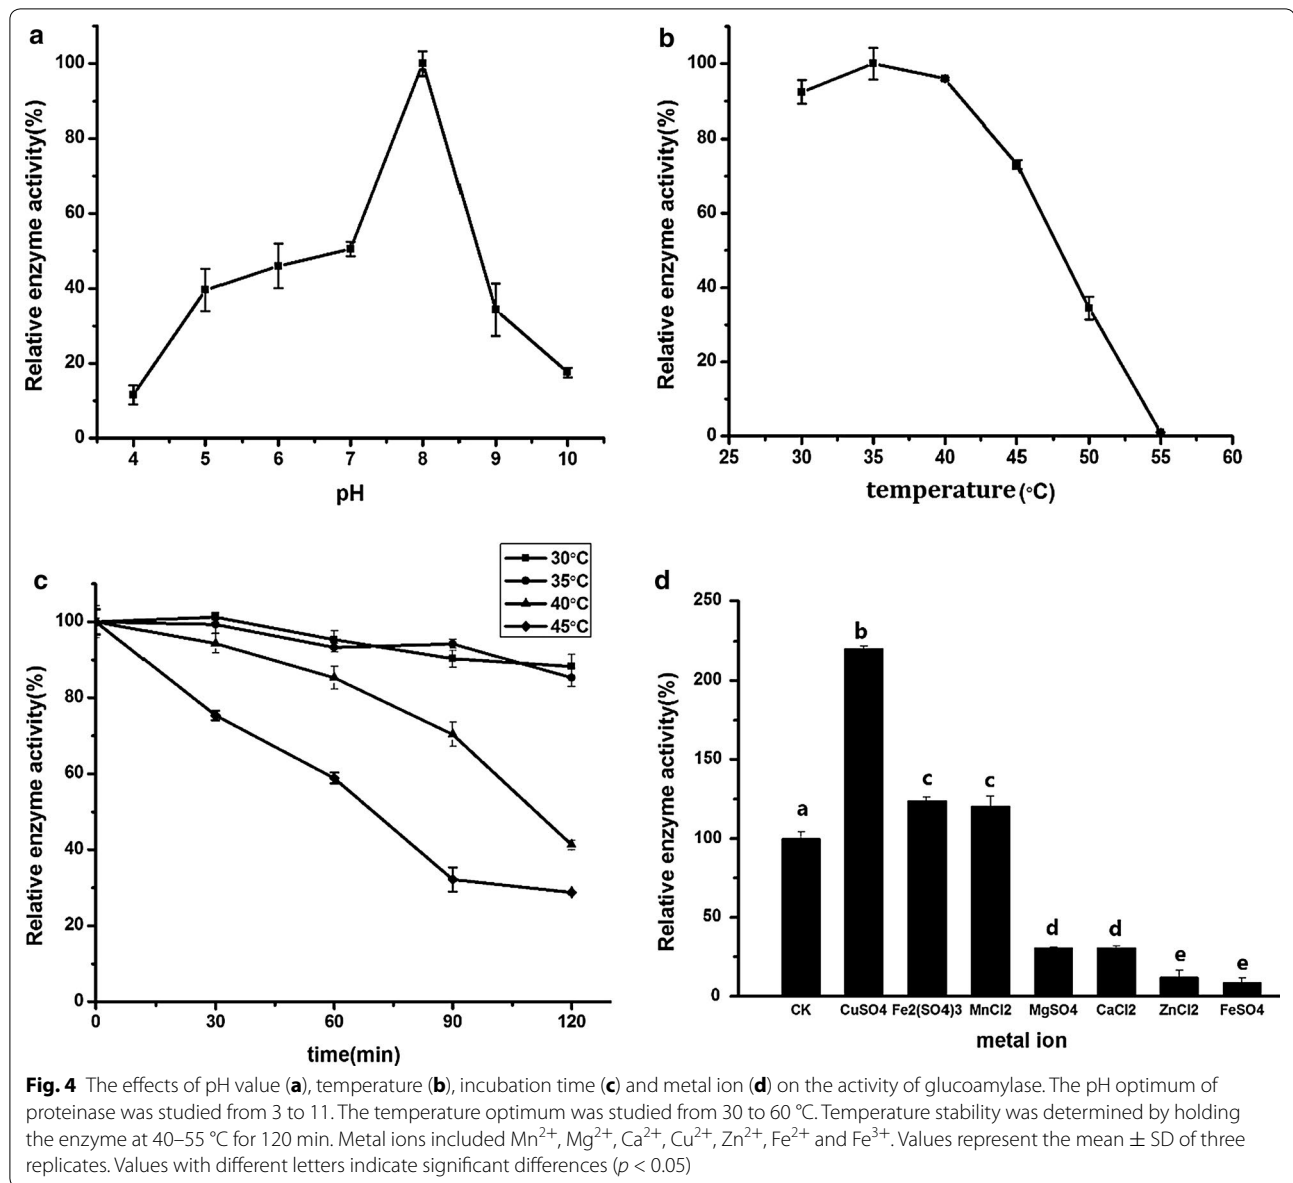 a
100
80
60
40
20
0
Relative enzyme activity(%)
4 5 6 7 8 9 10
pH
b
100
80
60
40
20
0
Relative enzyme activity(%)
25 30 35 40 45 50 55 60
temperature(°C)
c
30°C
35°C
40°C
45°C
100
80
60
40
20
0
Relative enzyme activity(%)
0 30 60 90 120
time(min)
d
250
200
150
100
50
0
Relative enzyme activity(%)
a b c c d d e e
CK CuSO4 Fe2(SO4)3 MnCl2 MgSO4 CaCl2 ZnCl2 FeSO4
metal ion
Fig. 4 The effects of pH value (a), temperature (b), incubation time (c) and metal ion (d) on the activity of glucoamylase. The pH optimum of
proteinase was studied from 3 to 11. The temperature optimum was studied from 30 to 60 °C. Temperature stability was determined by holding
the enzyme at 40–55 °C for 120 min. Metal ions included Mn²⁺, Mg²⁺, Ca²⁺, Cu²⁺, Zn²⁺, Fe²⁺ and Fe³⁺. Values represent the mean ± SD of three
replicates. Values with different letters indicate significant differences (p < 0.05)